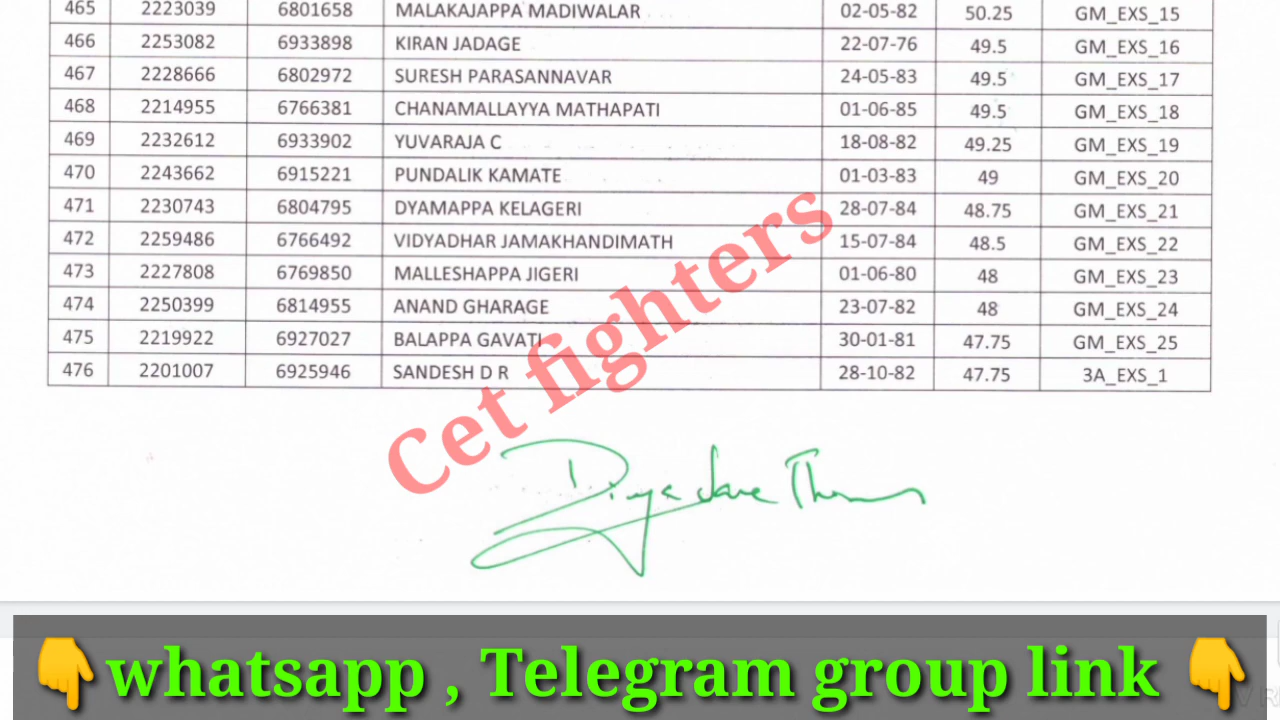 465 2223039 6801658 MALAKAJAPPA MADIWALAR 02-05-82 50.25 GM_EXS_15
466 2253082 6933898 KIRAN JADAGE 22-07-76 49.5 GM_EXS_16
467 2228666 6802972 SURESH PARASANNAVAR 24-05-83 49.5 GM_EXS_17
468 2214955 6766381 CHANAMALLAYYA MATHAPATI 01-06-85 49.5 GM_EXS_18
469 2232612 6933902 YUVARAJA C 18-08-82 49.25 GM_EXS_19
470 2243662 6915221 PUNDALIK KAMATE 01-03-83 49 GM_EXS_20
471 2230743 6804795 DYAMAPPA KELAGERI 28-07-84 48.75 GM_EXS_21
472 2259486 6766492 VIDYADHAR JAMAKHANDIMATH 15-07-84 48.5 GM_EXS_22
473 2227808 6769850 MALLESHAPPA JIGERI 01-06-80 48 GM_EXS_23
474 2250399 6814955 ANAND GHARAGE 23-07-82 48 GM_EXS_24
475 2219922 6927027 BALAPPA GAVATI 30-01-81 47.75 GM_EXS_25
476 2201007 6925946 SANDESH D R 28-10-82 47.75 3A_EXS_1
Cet fighters
whatsapp , Telegram group link